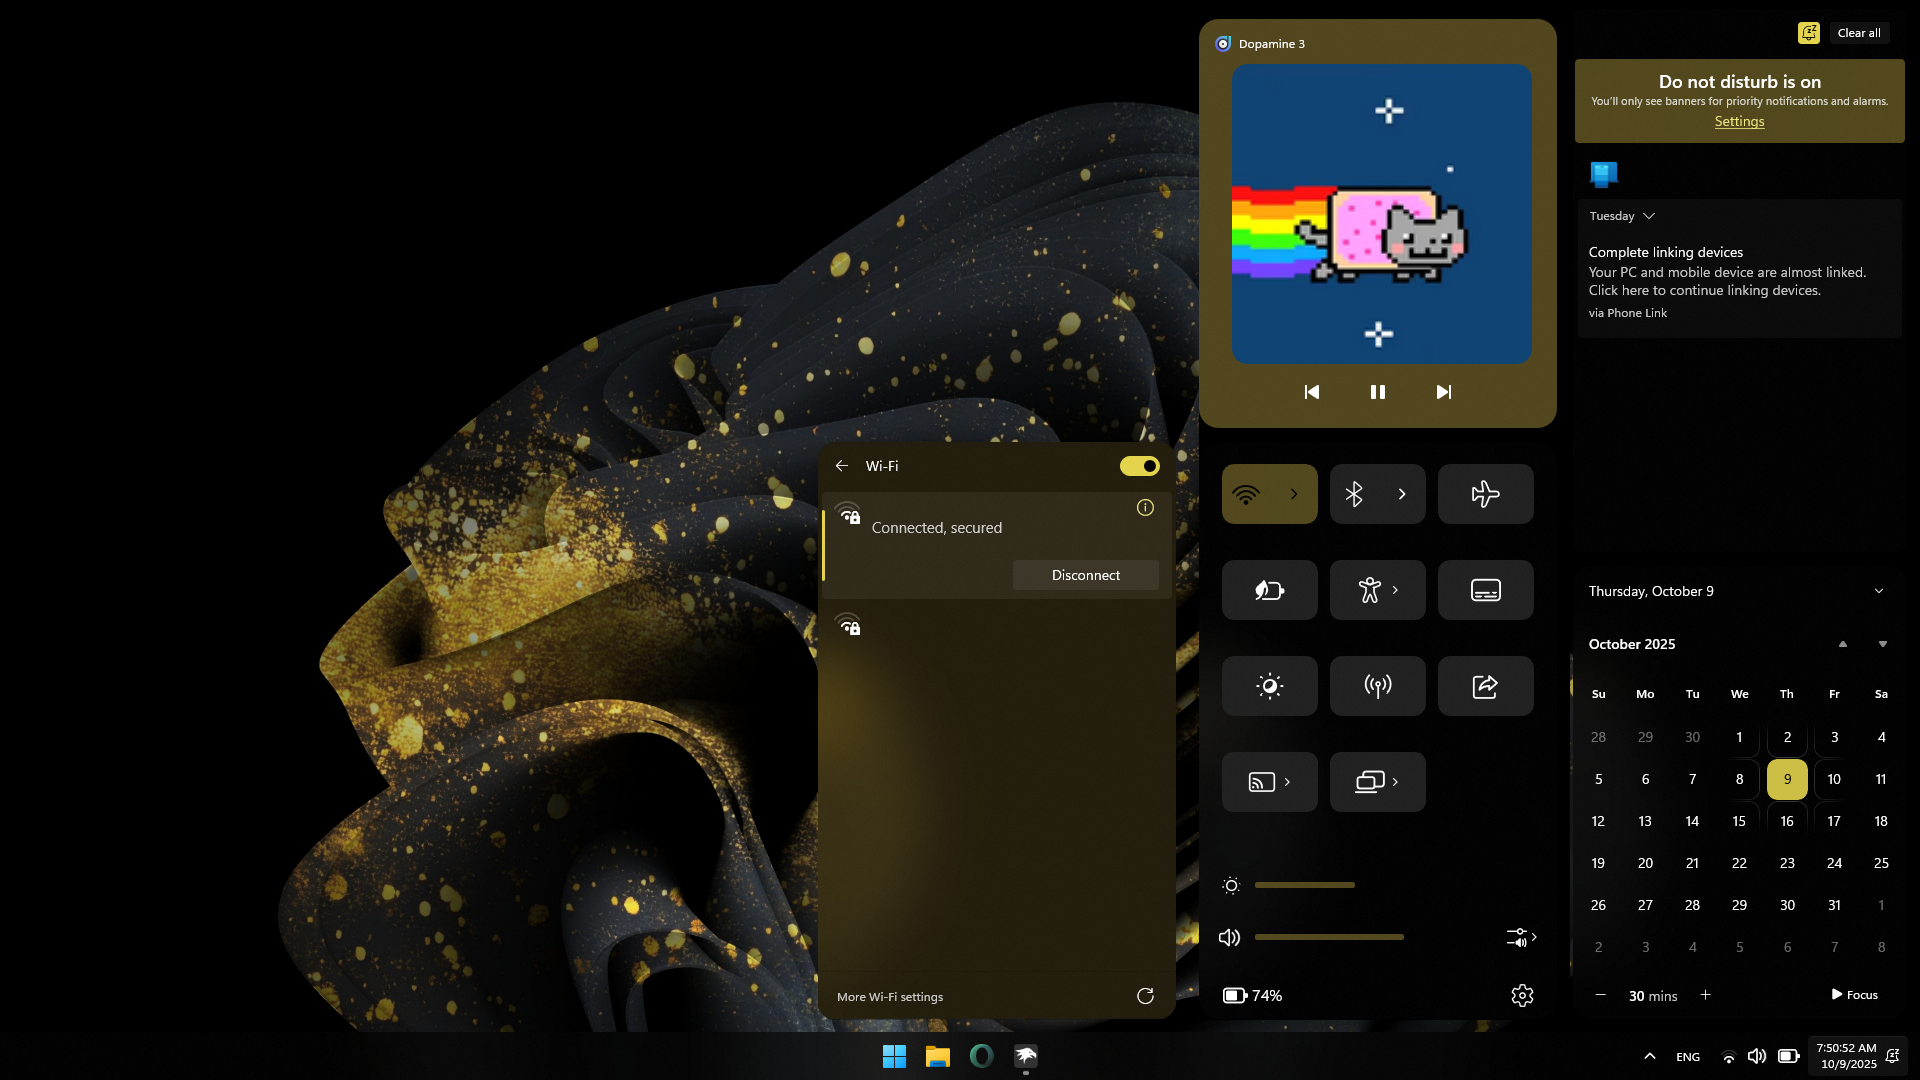 Dopamine 3
Clear all
Do not disturb is on
You'll only see banners for priority notifications and alarms.
Settings
Tuesday
Complete linking devices
Your PC and mobile device are almost linked.
Click here to continue linking devices.
via Phone Link
Wi-Fi
Connected, secured
Disconnect
More Wi-Fi settings
74%
Thursday, October 9
October 2025
Su Mo Tu We Th Fr Sa
28 29 30 1 2 3 4
5 6 7 8 9 10 11
12 13 14 15 16 17 18
19 20 21 22 23 24 25
26 27 28 29 30 31 1
2 3 4 5 6 7 8
30 mins
Focus
ENG
7:50:52 AM
10/9/2025